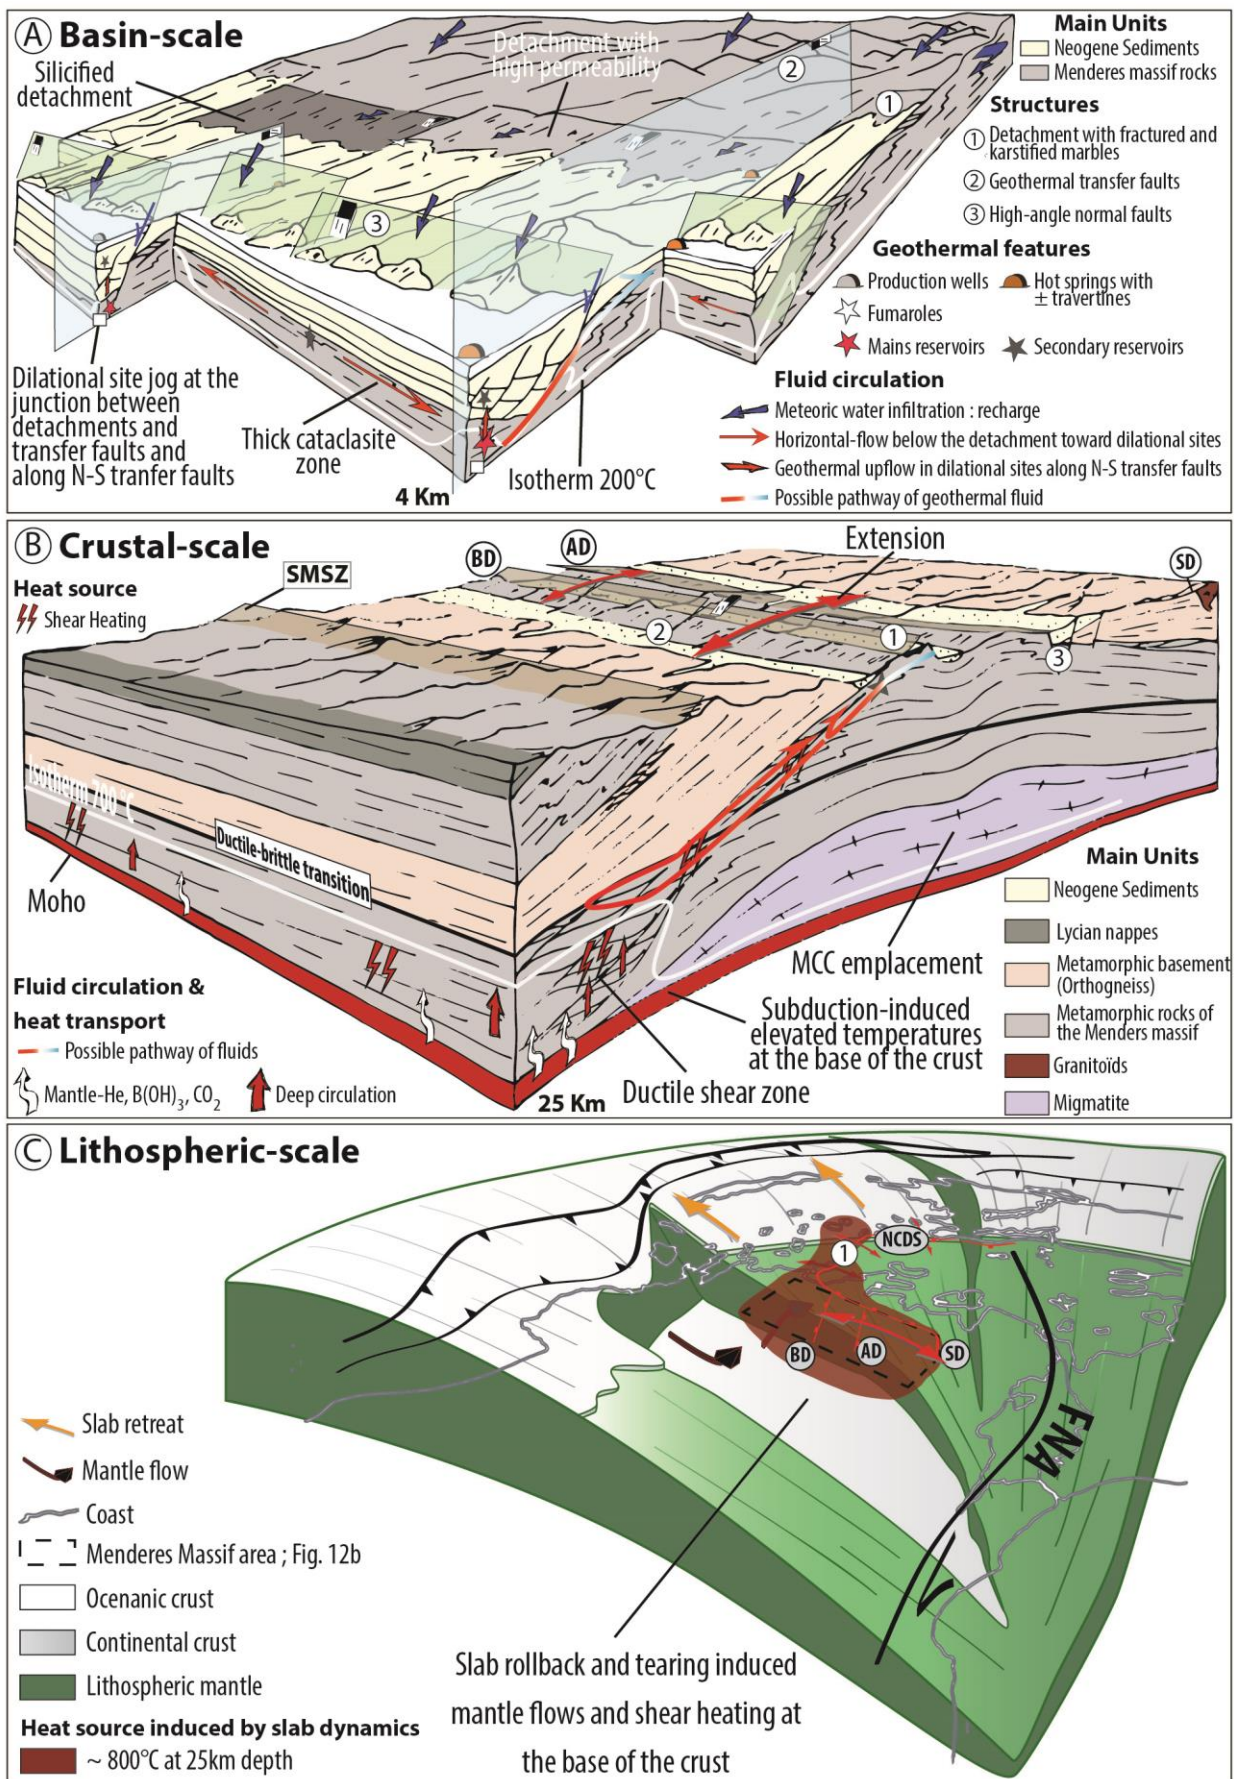 A Basin-scale
Silicified
detachment
Detachment with
high permeability
2
1
3
Dilational site jog at the
junction between
detachments and
transfer faults and
along N-S tranfer faults
Thick cataclasite
zone
4 Km
Isotherm 200°C
Main Units
Neogene Sediments
Menderes massif rocks
Structures
1 Detachment with fractured and
karstified marbles
2 Geothermal transfer faults
3 High-angle normal faults
Geothermal features
Production wells
Hot springs with
± travertines
Fumaroles
Mains reservoirs
Secondary reservoirs
Fluid circulation
Meteoric water infiltration : recharge
Horizontal-flow below the detachment toward dilational sites
Geothermal upflow in dilational sites along N-S transfer faults
Possible pathway of geothermal fluid
B Crustal-scale
Heat source
Shear Heating
SMSZ
BD
AD
Extension
SD
2
1
3
Isotherm 200 °C
Ductile-brittle transition
Moho
Fluid circulation &
heat transport
Possible pathway of fluids
Mantle-He, B(OH)3, CO2
Deep circulation
25 Km
Ductile shear zone
Subduction-induced
elevated temperatures
at the base of the crust
MCC emplacement
Main Units
Neogene Sediments
Lycian nappes
Metamorphic basement
(Orthogneiss)
Metamorphic rocks of
the Menders massif
Granitoïds
Migmatite
C Lithospheric-scale
NCDS
1
BD
AD
SD
FNA
Slab retreat
Mantle flow
Coast
Menderes Massif area ; Fig. 12b
Ocenanic crust
Continental crust
Lithospheric mantle
Heat source induced by slab dynamics
~ 800°C at 25km depth
Slab rollback and tearing induced
mantle flows and shear heating at
the base of the crust